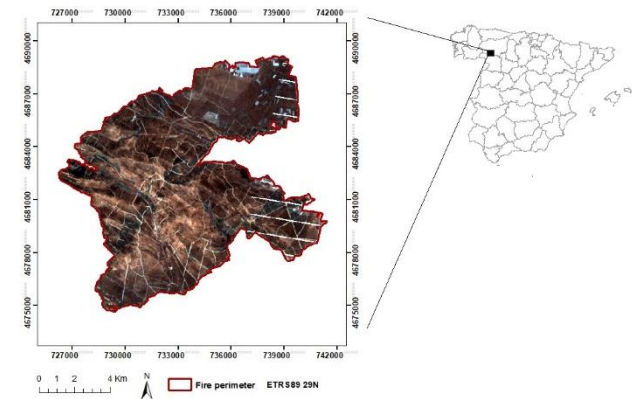 727000 730000 733000 736000 739000 742000
4690000 4690000
4687000 4687000
4684000 4684000
4681000 4681000
4678000 4678000
4675000 4675000
727000 730000 733000 736000 739000 742000
0 1 2 4 Km
N
Fire perimeter
ETRS89 29N